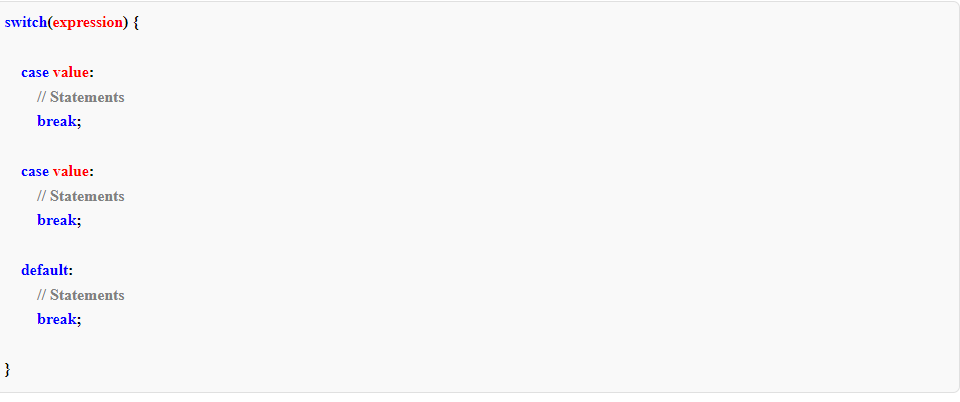 switch(expression) {
case value:
// Statements
break;
case value:
// Statements
break;
default:
// Statements
break;
}